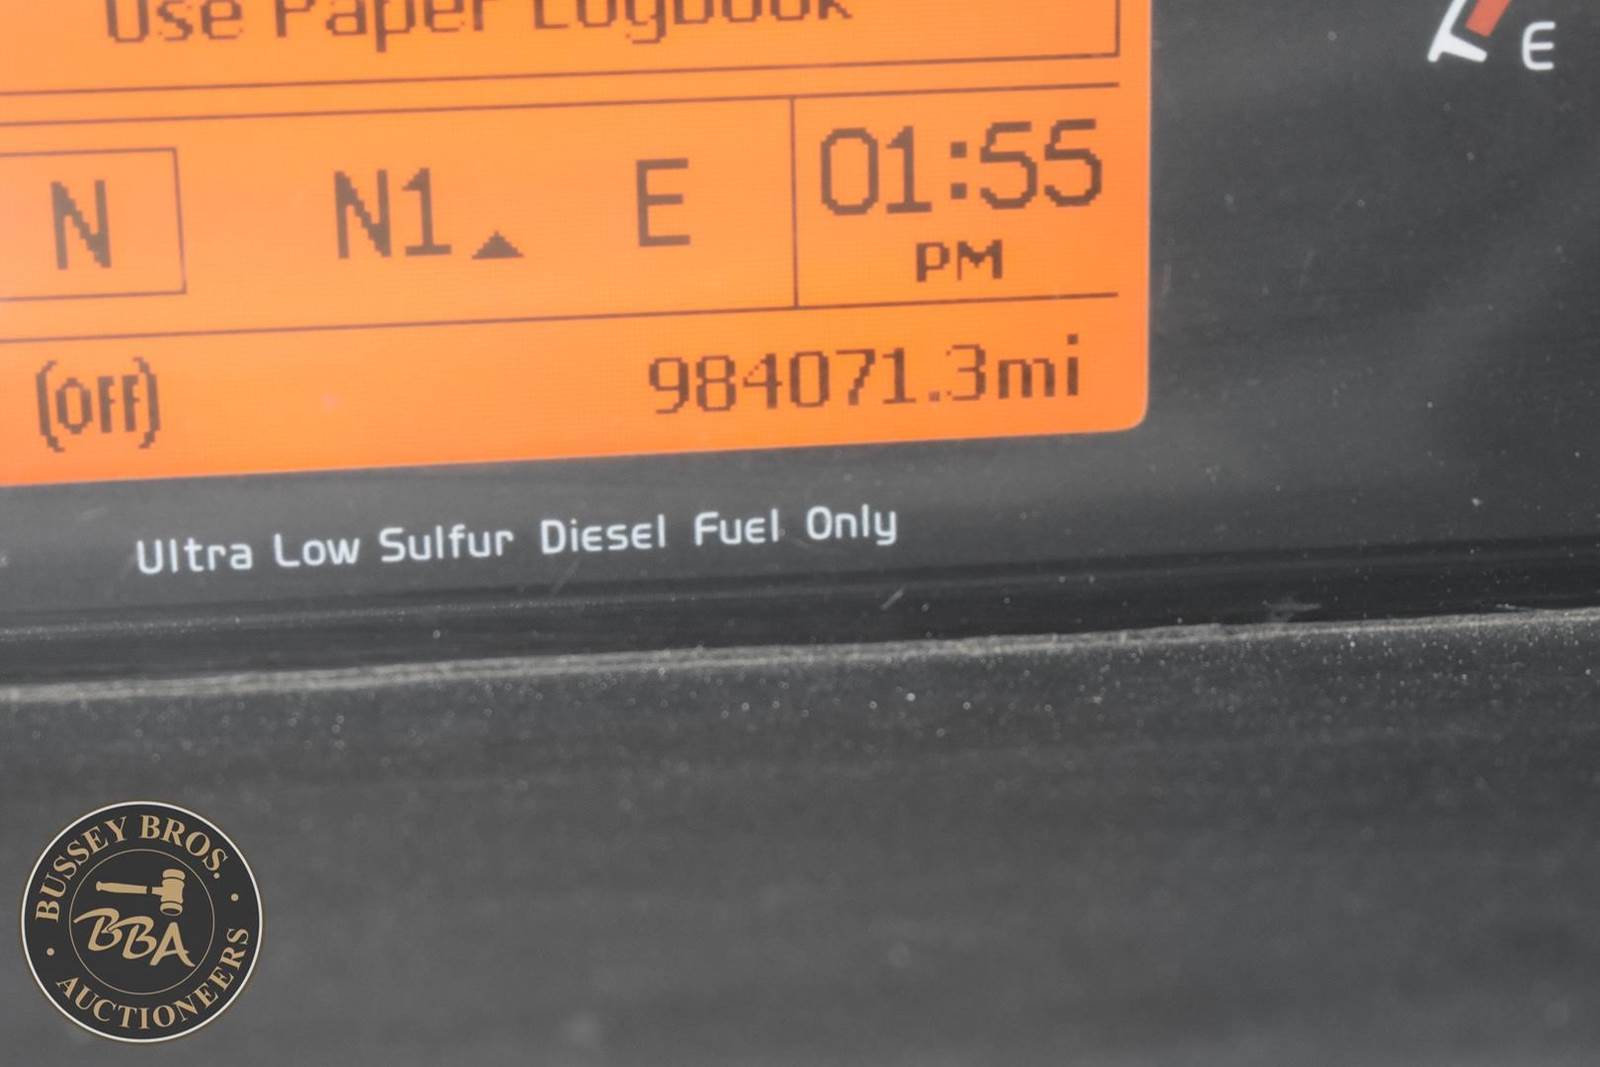 Use Paper Logbook
E
N N1 E 01:55
PM
(OFF) 984071.3mi
Ultra Low Sulfur Diesel Fuel Only
BUSSEY BROS.
BBA
AUCTIONEERS